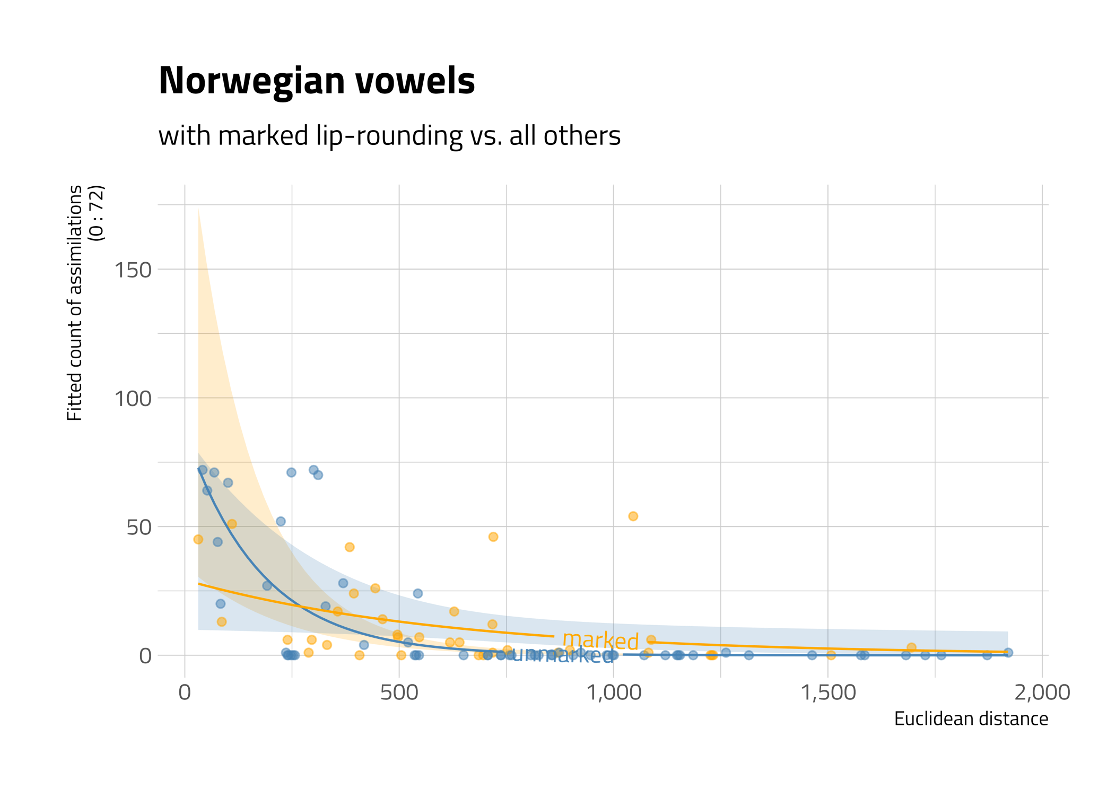 Norwegian vowels
with marked lip-rounding vs. all others
Fitted count of assimilations
(0 : 72)
150
100
50
0
marked
unmarked
0
500
1,000
1,500
2,000
Euclidean distance